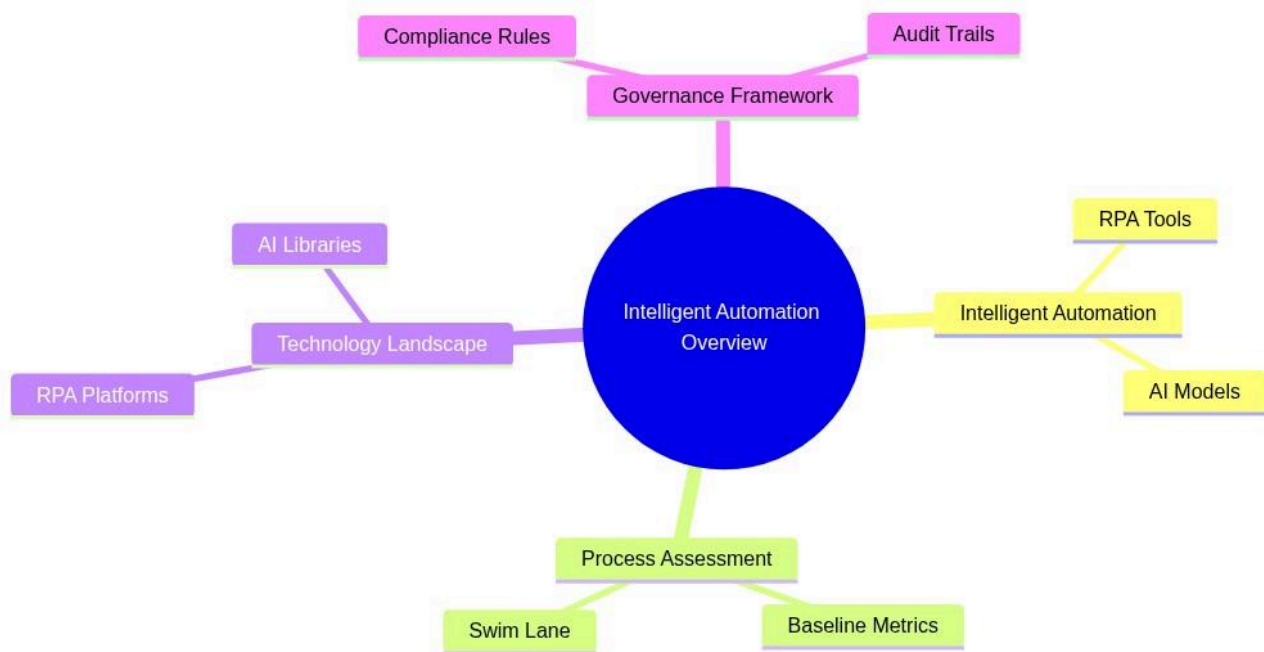 Compliance Rules
Audit Trails
Governance Framework
RPA Tools
AI Libraries
Intelligent Automation
Overview
Intelligent Automation
Technology Landscape
RPA Platforms
AI Models
Process Assessment
Swim Lane
Baseline Metrics